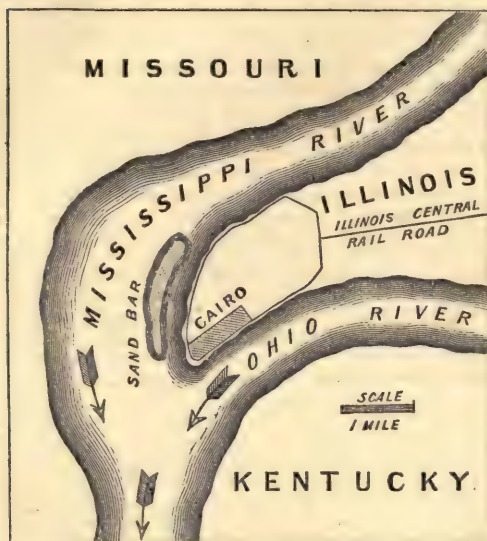 MISSOURI
MISSISSIPPI RIVER
ILLINOIS
ILLINOIS CENTRAL
RAIL ROAD
CAIRO
SAND BAR
OHIO RIVER
SCALE
1 MILE
KENTUCKY.